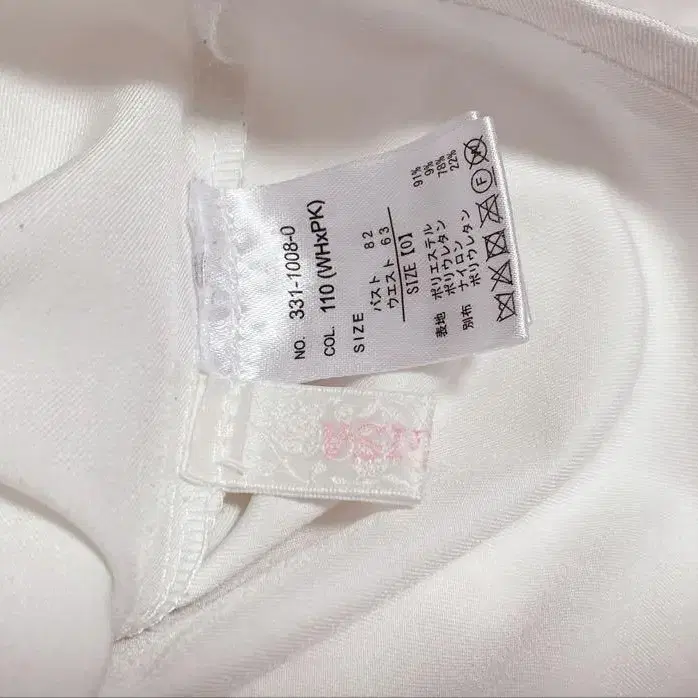 NO. 331-1008-0
COL. 110 (WHxPK)
SIZE
バスト 82
ウエスト 63
SIZE【0】
表地 ポリエステル 91%
ポリウレタン 9%
別布 ナイロン 78%
ポリウレタン 22%
F